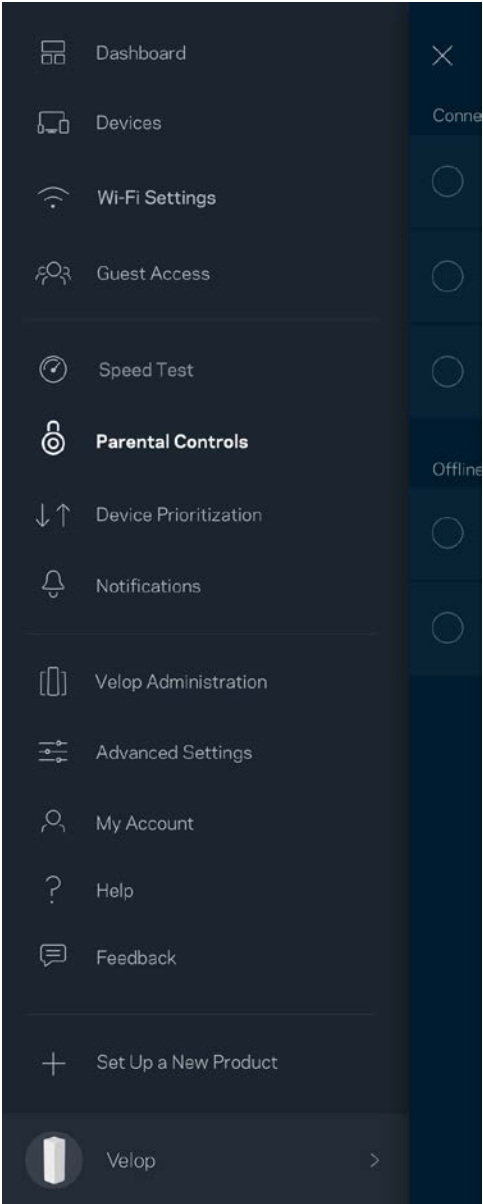 Dashboard
Devices
Conne
Wi-Fi Settings
Guest Access
Speed Test
Parental Controls
Offline
Device Prioritization
Notifications
Velop Administration
Advanced Settings
My Account
Help
Feedback
Set Up a New Product
Velop